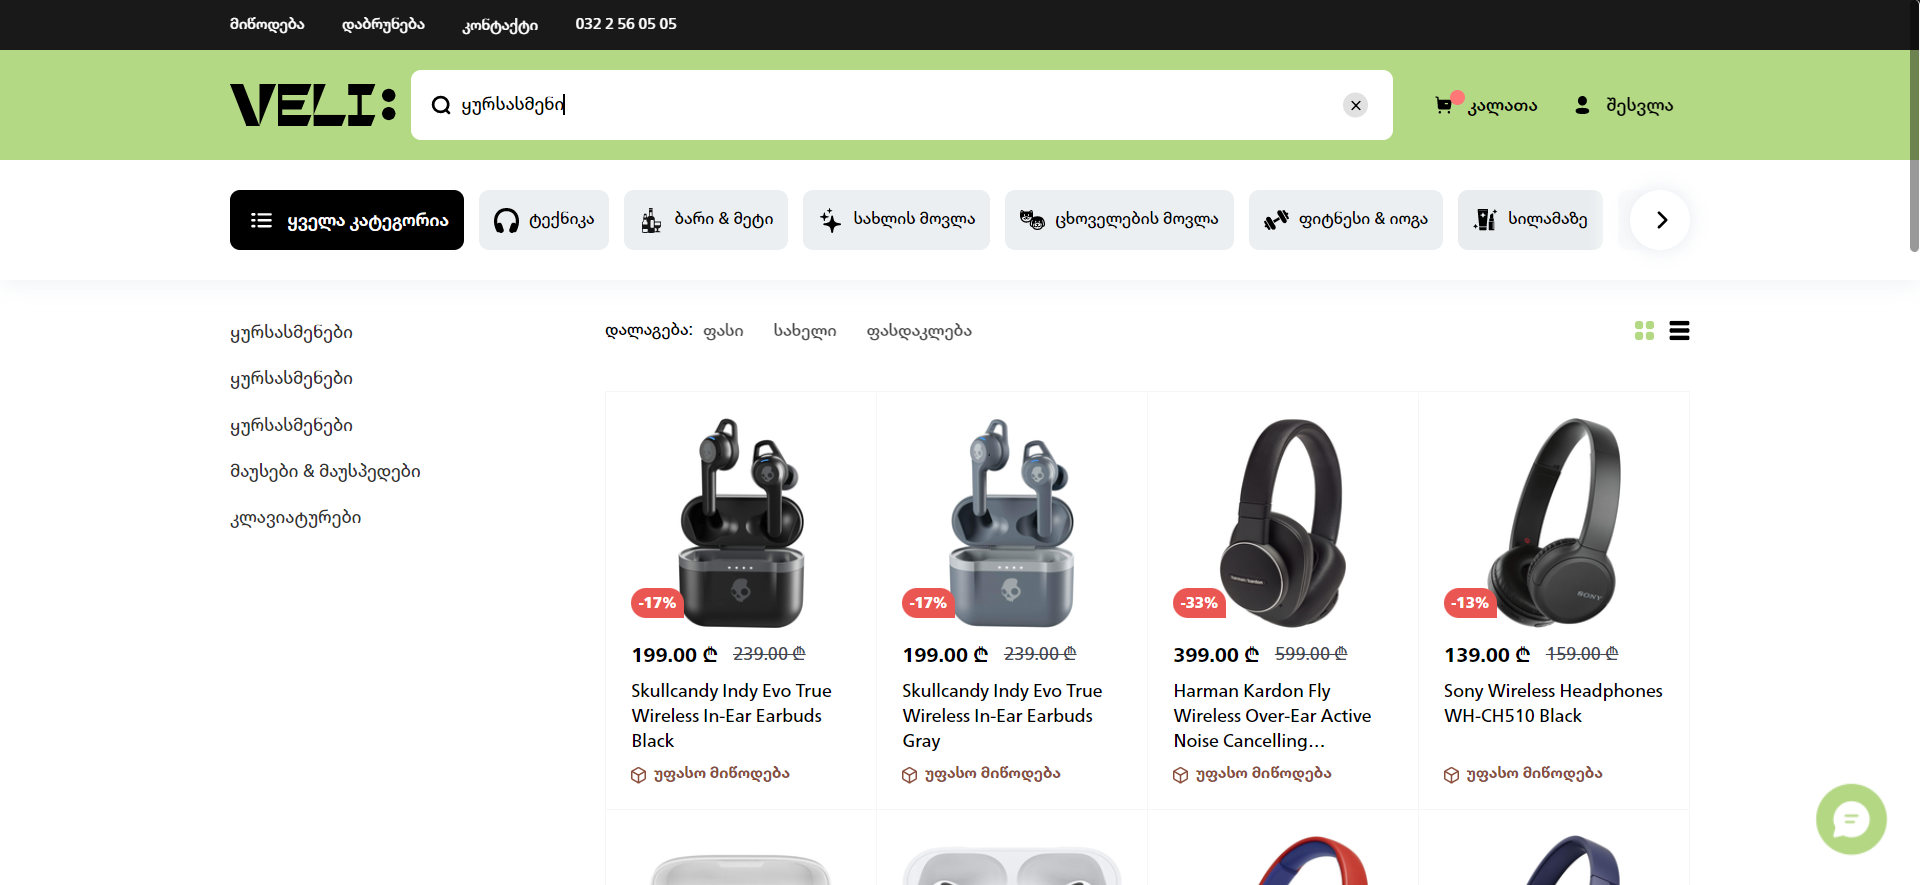 მიწოდება
დაბრუნება
კონტაქტი
032 2 56 05 05
VELI:
ყურსასმენი
კალათა
შესვლა
ყველა კატეგორია
ტექნიკა
ბარი & მეტი
სახლის მოვლა
ცხოველების მოვლა
ფიტნესი & იოგა
სილამაზე
ყურსასმენები
ყურსასმენები
ყურსასმენები
მაუსები & მაუსპედები
კლავიატურები
დალაგება:
ფასი
სახელი
ფასდაკლება
-17%
199.00 ₾ 239.00 ₾
Skullcandy Indy Evo True
Wireless In-Ear Earbuds
Black
უფასო მიწოდება
-17%
199.00 ₾ 239.00 ₾
Skullcandy Indy Evo True
Wireless In-Ear Earbuds
Gray
უფასო მიწოდება
harman kardon
-33%
399.00 ₾ 599.00 ₾
Harman Kardon Fly
Wireless Over-Ear Active
Noise Cancelling...
უფასო მიწოდება
SONY
-13%
139.00 ₾ 159.00 ₾
Sony Wireless Headphones
WH-CH510 Black
უფასო მიწოდება